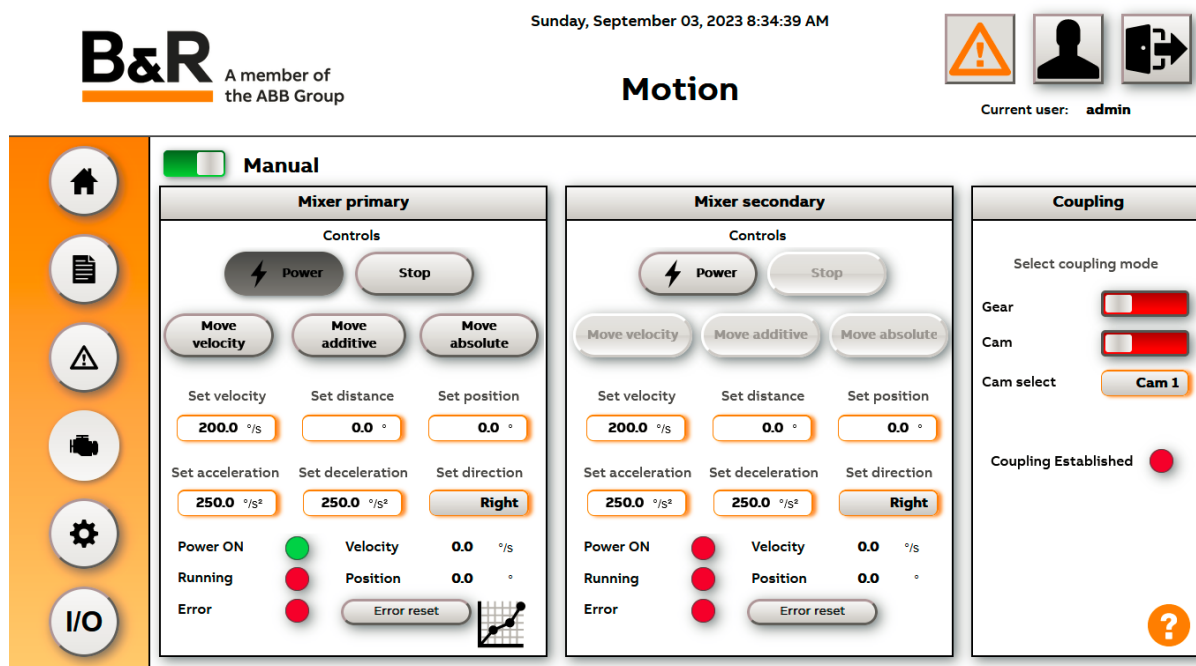 Sunday, September 03, 2023 8:34:39 AM
B&R
A member of
the ABB Group
Motion
Current user: admin
Manual
Mixer primary
Controls
Power
Stop
Move
velocity
Move
additive
Move
absolute
Set velocity
Set distance
Set position
200.0 °/s
0.0 °
0.0 °
Set acceleration
Set deceleration
Set direction
250.0 °/s²
250.0 °/s²
Right
Power ON
Velocity 0.0 °/s
Running
Position 0.0 °
Error
Error reset
Mixer secondary
Controls
Power
Stop
Move velocity
Move additive
Move absolute
Set velocity
Set distance
Set position
200.0 °/s
0.0 °
0.0 °
Set acceleration
Set deceleration
Set direction
250.0 °/s²
250.0 °/s²
Right
Power ON
Velocity 0.0 °/s
Running
Position 0.0 °
Error
Error reset
Coupling
Select coupling mode
Gear
Cam
Cam select
Cam 1
Coupling Established
I/O
?